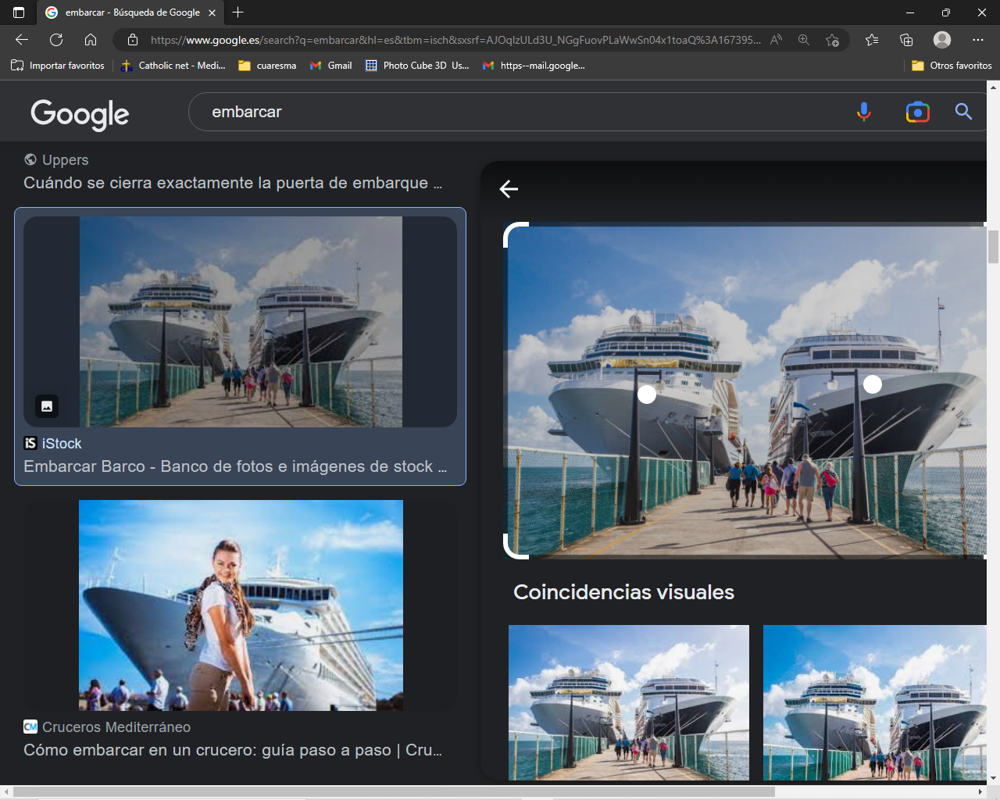 embarcar - Búsqueda de Google
https://www.google.es/search?q=embarcar&hl=es&tbm=isch&sxsrf=AJOqlzULd3U_NGgFuovPLaWwSn04x1toaQ%3A167395...
Importar favoritos
Catholic net - Medi...
cuaresma
Gmail
Photo Cube 3D Us...
https--mail.google...
Otros favoritos
Google
embarcar
Uppers
Cuándo se cierra exactamente la puerta de embarque ...
iS iStock
Embarcar Barco - Banco de fotos e imágenes de stock ...
CM Cruceros Mediterráneo
Cómo embarcar en un crucero: guía paso a paso | Cru...
Coincidencias visuales